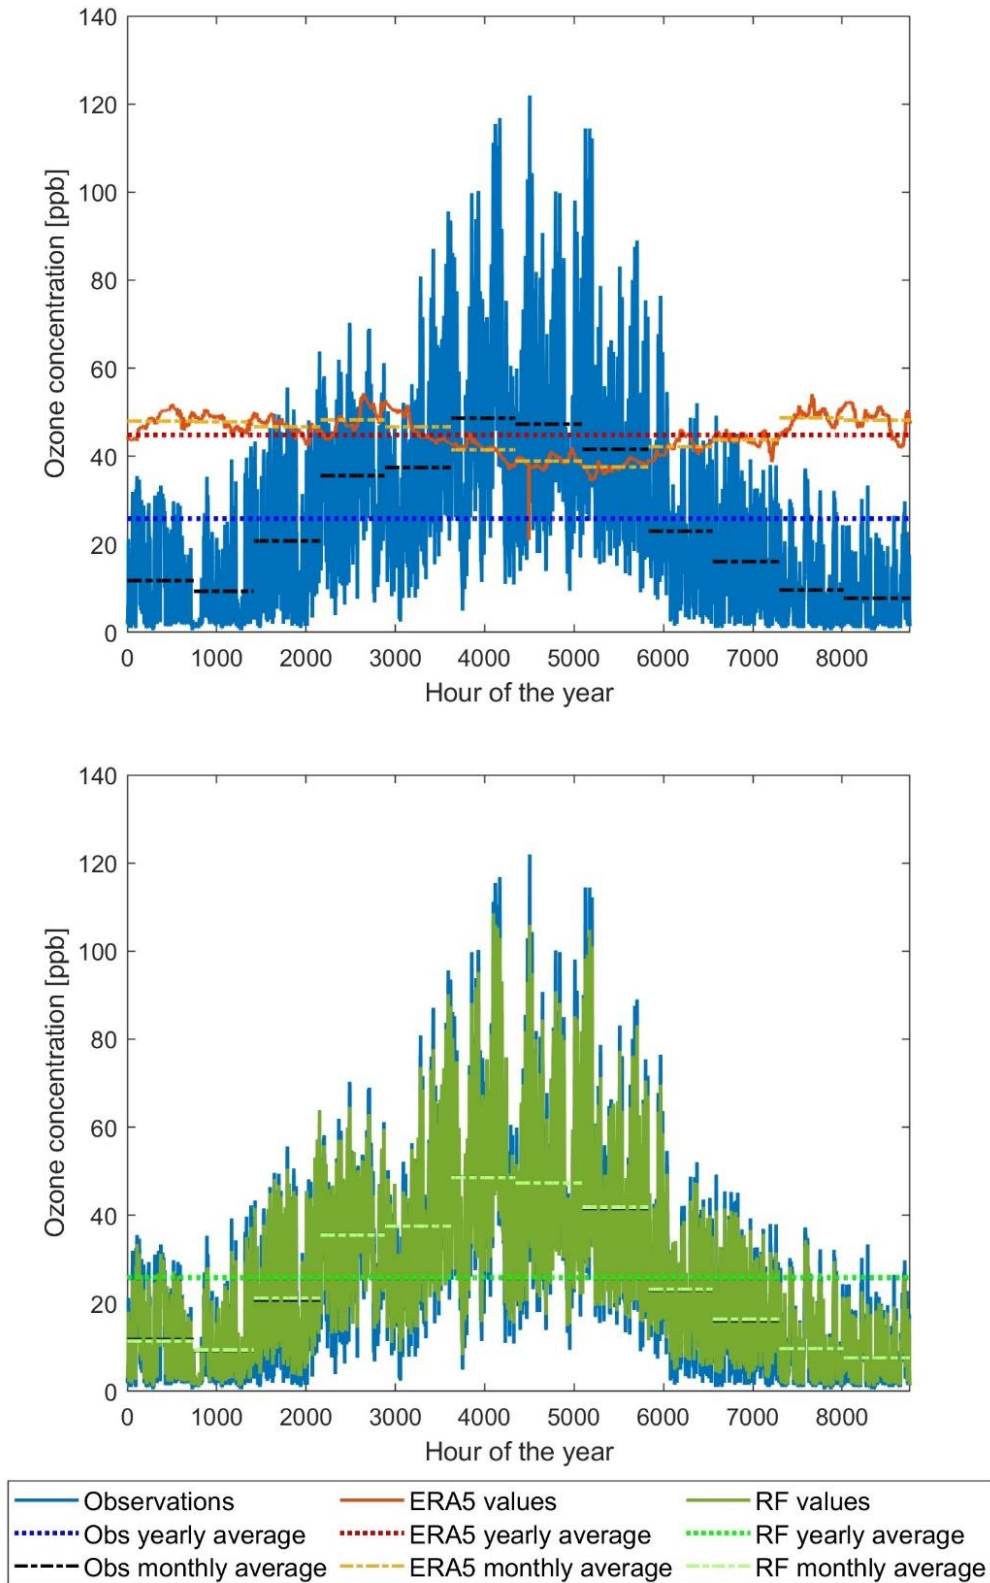 140
120
100
80
60
40
20
0
Ozone concentration [ppb]
0 1000 2000 3000 4000 5000 6000 7000 8000
Hour of the year
140
120
100
80
60
40
20
0
Ozone concentration [ppb]
0 1000 2000 3000 4000 5000 6000 7000 8000
Hour of the year
Observations ERA5 values RF values
Obs yearly average ERA5 yearly average RF yearly average
Obs monthly average ERA5 monthly average RF monthly average